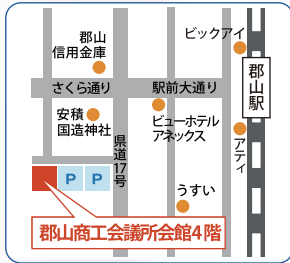 郡山
信用金庫
ビックアイ
さくら通り
駅前大通り
郡山駅
安積
国造神社
ビューホテル
アネックス
県道17号
アティ
P
P
うすい
郡山商工会議所会館4階